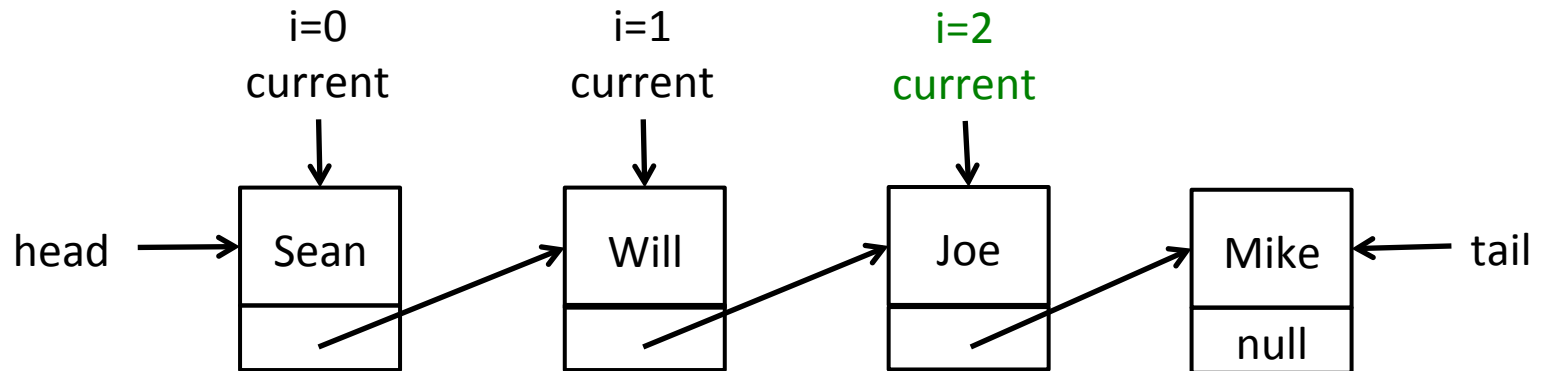 i=0
current
i=1
current
i=2
current
head
Sean
Will
Joe
Mike
tail
null